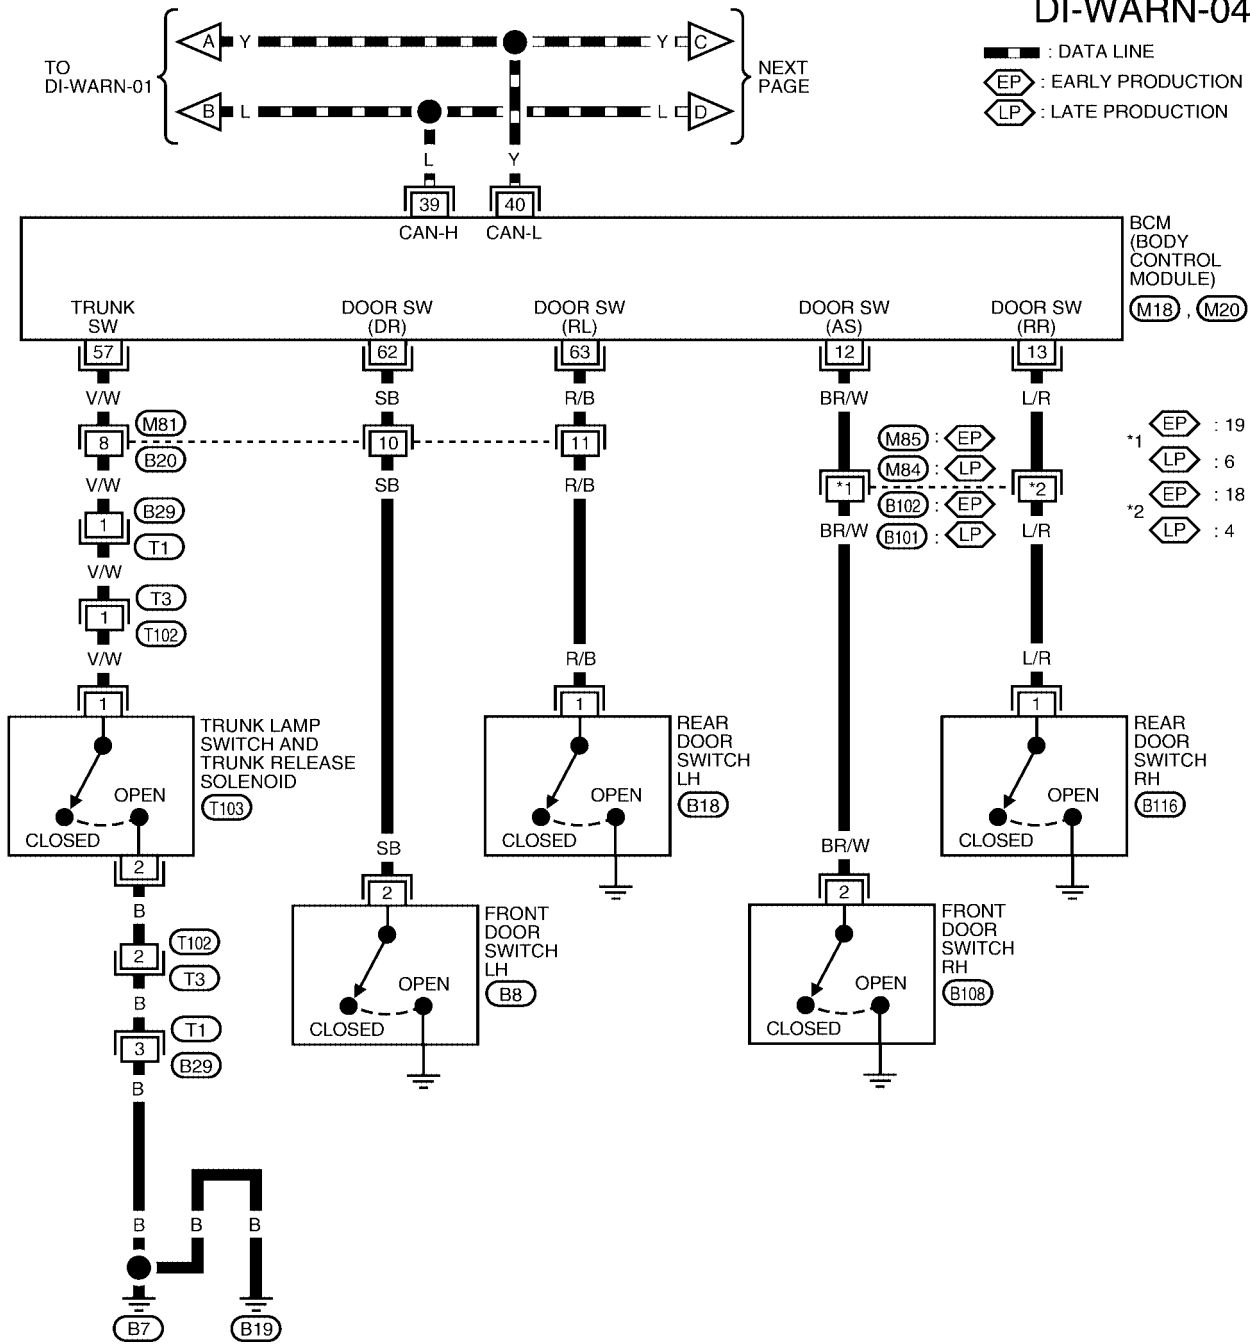 DI-WARN-04
A Y Y C
TO
DI-WARN-01
NEXT
PAGE
B L L D
: DATA LINE
EP : EARLY PRODUCTION
LP : LATE PRODUCTION
L Y
39 40
CAN-H CAN-L
BCM
(BODY
CONTROL
MODULE)
M18 , M20
TRUNK
SW
DOOR SW
(DR)
DOOR SW
(RL)
DOOR SW
(AS)
DOOR SW
(RR)
57 62 63 12 13
V/W SB R/B BR/W L/R
8 M81 10 11
B20
M85 : EP
M84 : LP
*1 *2
B102 : EP
B101 : LP
*1 EP : 19
LP : 6
*2 EP : 18
LP : 4
V/W SB R/B BR/W L/R
1 B29
T1
V/W
1 T3
T102
V/W R/B L/R
1 1 1
TRUNK LAMP
SWITCH AND
TRUNK RELEASE
SOLENOID
T103
OPEN
CLOSED
REAR
DOOR
SWITCH
LH
B18
OPEN
CLOSED
REAR
DOOR
SWITCH
RH
B116
OPEN
CLOSED
2 SB BR/W
B 2 2
FRONT
DOOR
SWITCH
LH
B8
OPEN
CLOSED
FRONT
DOOR
SWITCH
RH
B108
OPEN
CLOSED
2 T102
T3
B
3 T1
B29
B
B B B
B7 B19